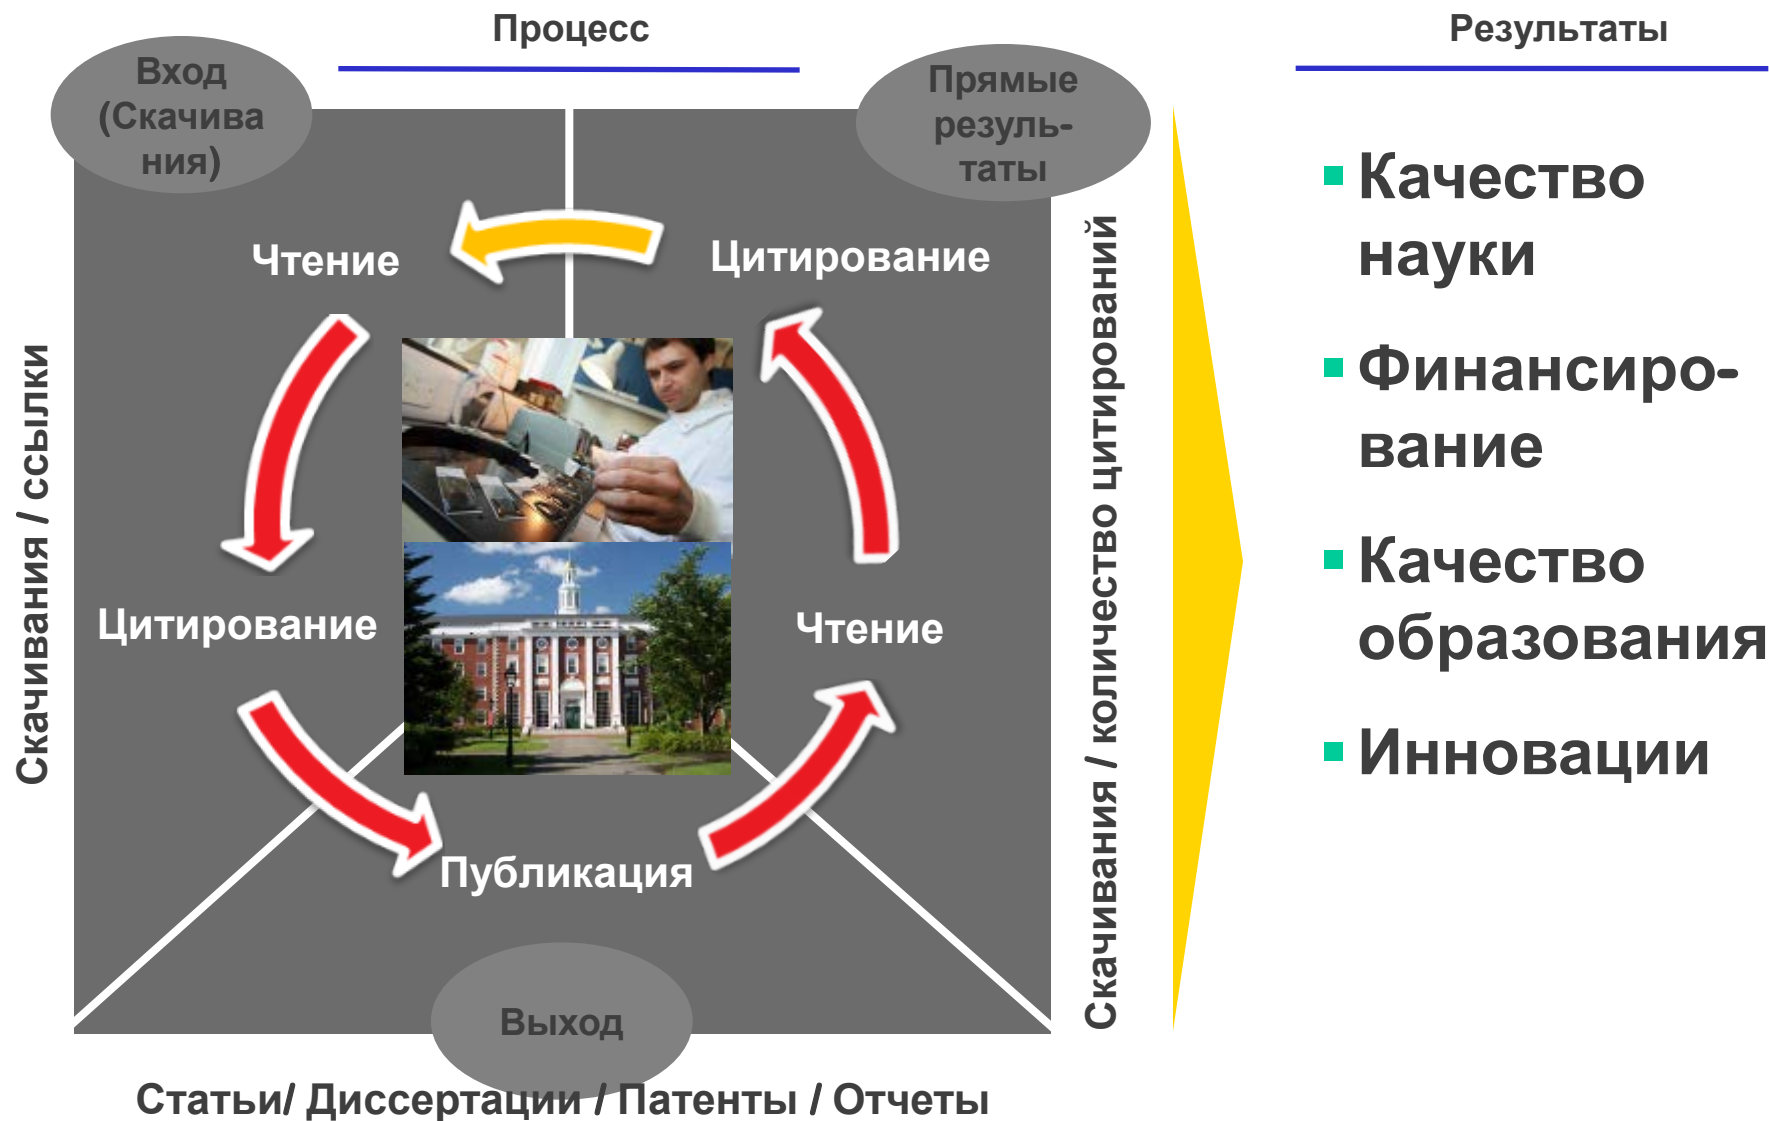 Процесс
Результаты
Вход
(Скачива
ния)
Прямые
резуль-
таты
Чтение
Цитирование
Цитирование
Чтение
Публикация
Выход
Скачивания / ссылки
Скачивания / количество цитирований
Статьи/ Диссертации / Патенты / Отчеты
Качество
науки
Финансиро-
вание
Качество
образования
Инновации